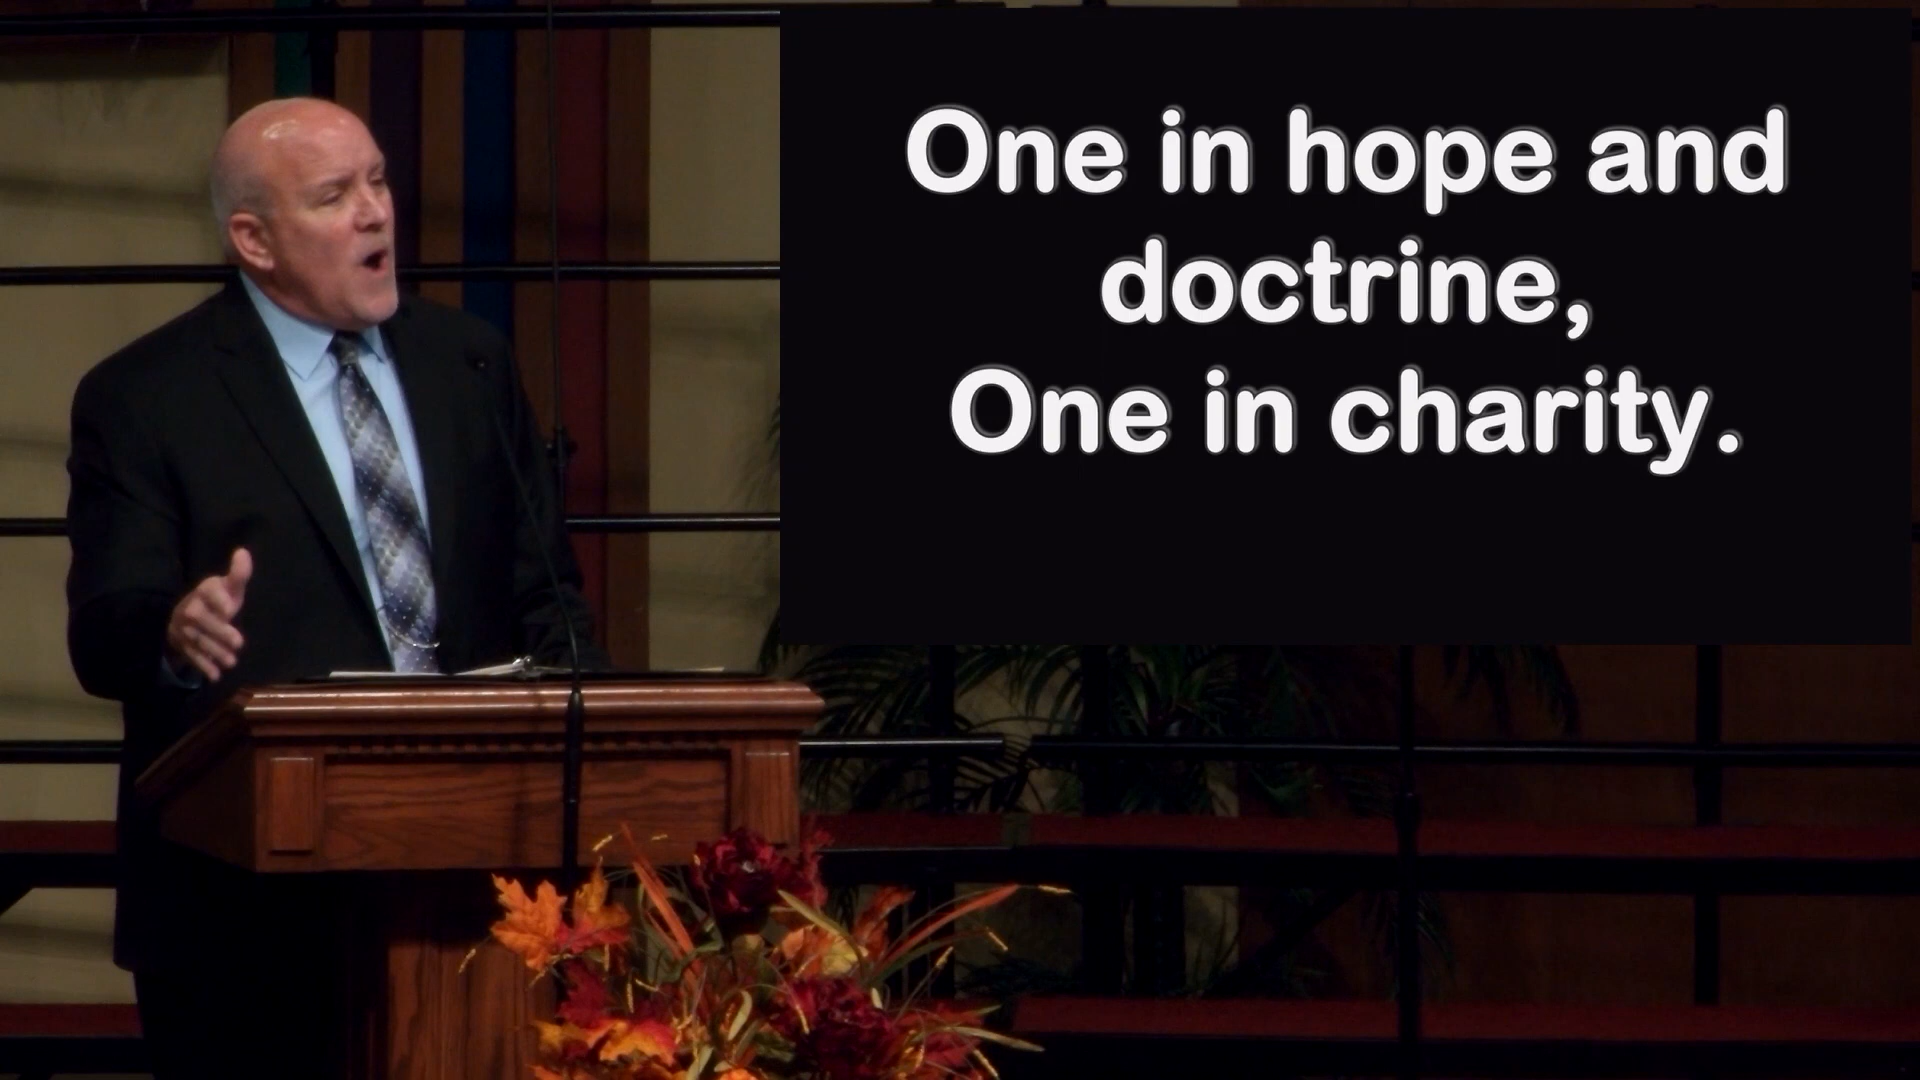 One in hope and
doctrine,
One in charity.